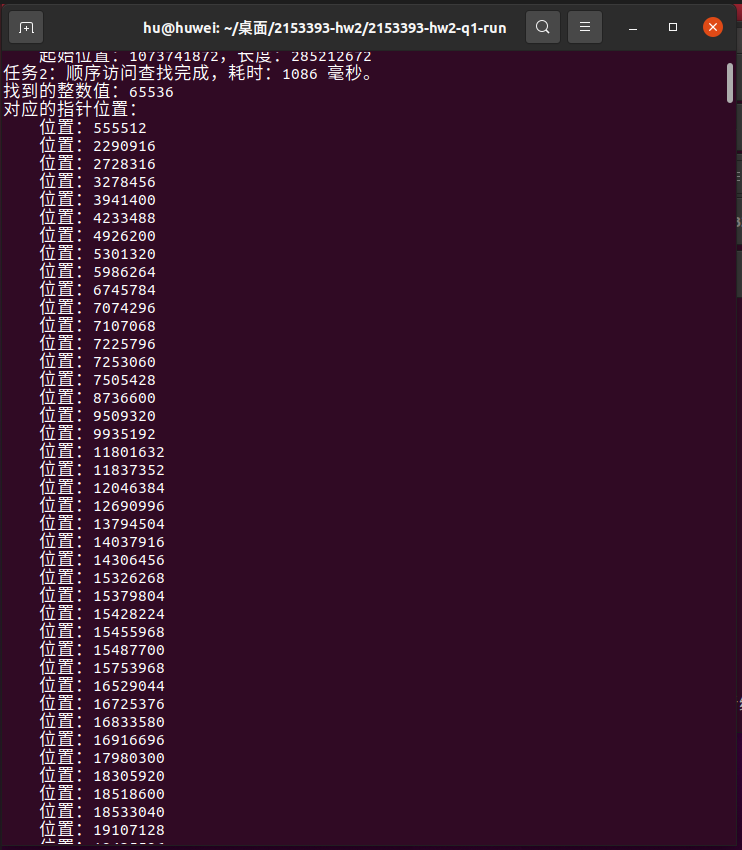 hu@huwei: ~/桌面/2153393-hw2/2153393-hw2-q1-run
起始位置：1073741872，长度：285212672
任务2：顺序访问查找完成，耗时：1086 毫秒。
找到的整数值：65536
对应的指针位置：
位置：555512
位置：2290916
位置：2728316
位置：3278456
位置：3941400
位置：4233488
位置：4926200
位置：5301320
位置：5986264
位置：6745784
位置：7074296
位置：7107068
位置：7225796
位置：7253060
位置：7505428
位置：8736600
位置：9509320
位置：9935192
位置：11801632
位置：11837352
位置：12046384
位置：12690996
位置：13794504
位置：14037916
位置：14306456
位置：15326268
位置：15379804
位置：15428224
位置：15455968
位置：15487700
位置：15753968
位置：16529044
位置：16725376
位置：16833580
位置：16916696
位置：17980300
位置：18305920
位置：18518600
位置：18533040
位置：19107128